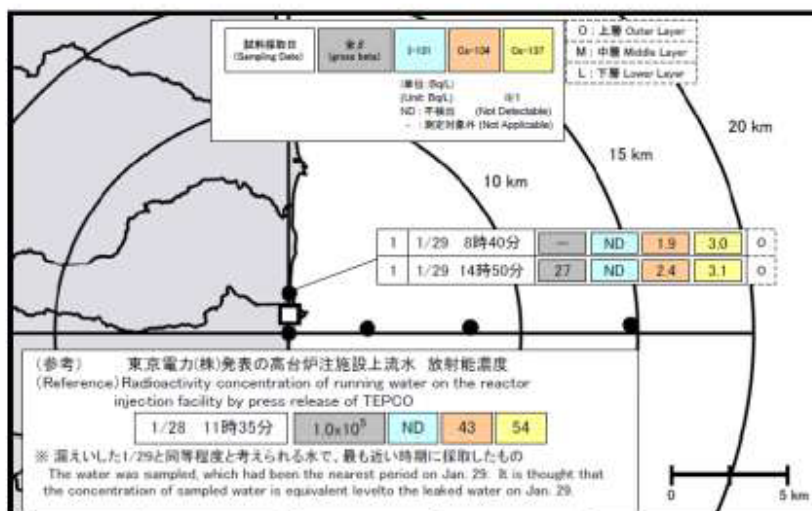 試料採取日
(Sampling Date)
全β
(gross beta)
I-131
Cs-134
Cs-137
O : 上層 Outer Layer
M : 中層 Middle Layer
L : 下層 Lower Layer
(単位: Bq/L)
(Unit: Bq/L) ※1
ND : 不検出 (Not Detectable)
- : 測定対象外 (Not Applicable)
20 km
15 km
10 km
1 1/29 8時40分 — ND 1.9 3.0 O
1 1/29 14時50分 27 ND 2.4 3.1 O
(参考) 東京電力(株)発表の高台炉注施設上流水 放射能濃度
(Reference) Radioactivity concentration of running water on the reactor
injection facility by press release of TEPCO
1/28 11時35分 1.0x10⁵ ND 43 54
※ 漏えいした1/29と同等程度と考えられる水で、最も近い時期に採取したもの
The water was sampled, which had been the nearest period on Jan. 29. It is thought that
the concentration of sampled water is equivalent levelto the leaked water on Jan. 29.
0 5 km